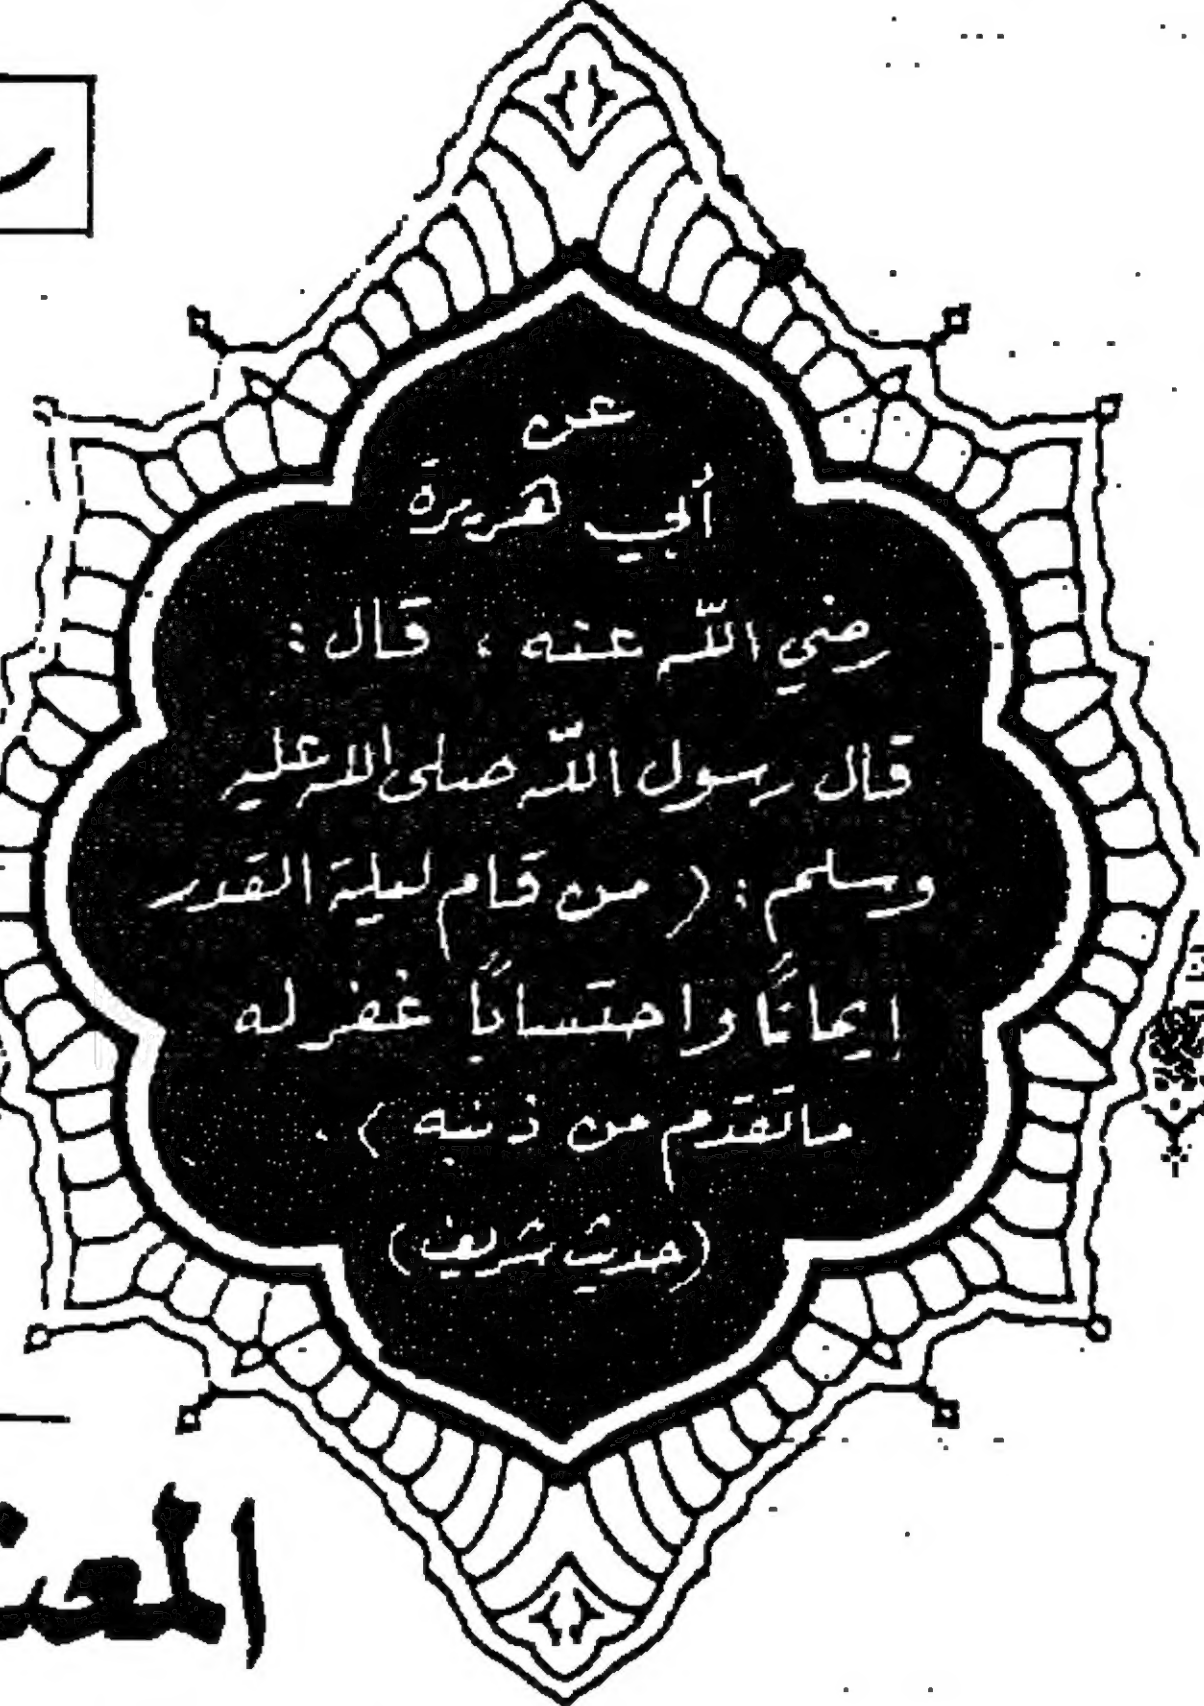 عن
أبي هريرة
رضي الله عنه ، قال :
قال رسول الله صلى الله عليه
وسلم : ( من قام ليلة القدر
إيمانًا واحتسابًا غفر له
ما تقدم من ذنبه ) .
(حديث شريف)